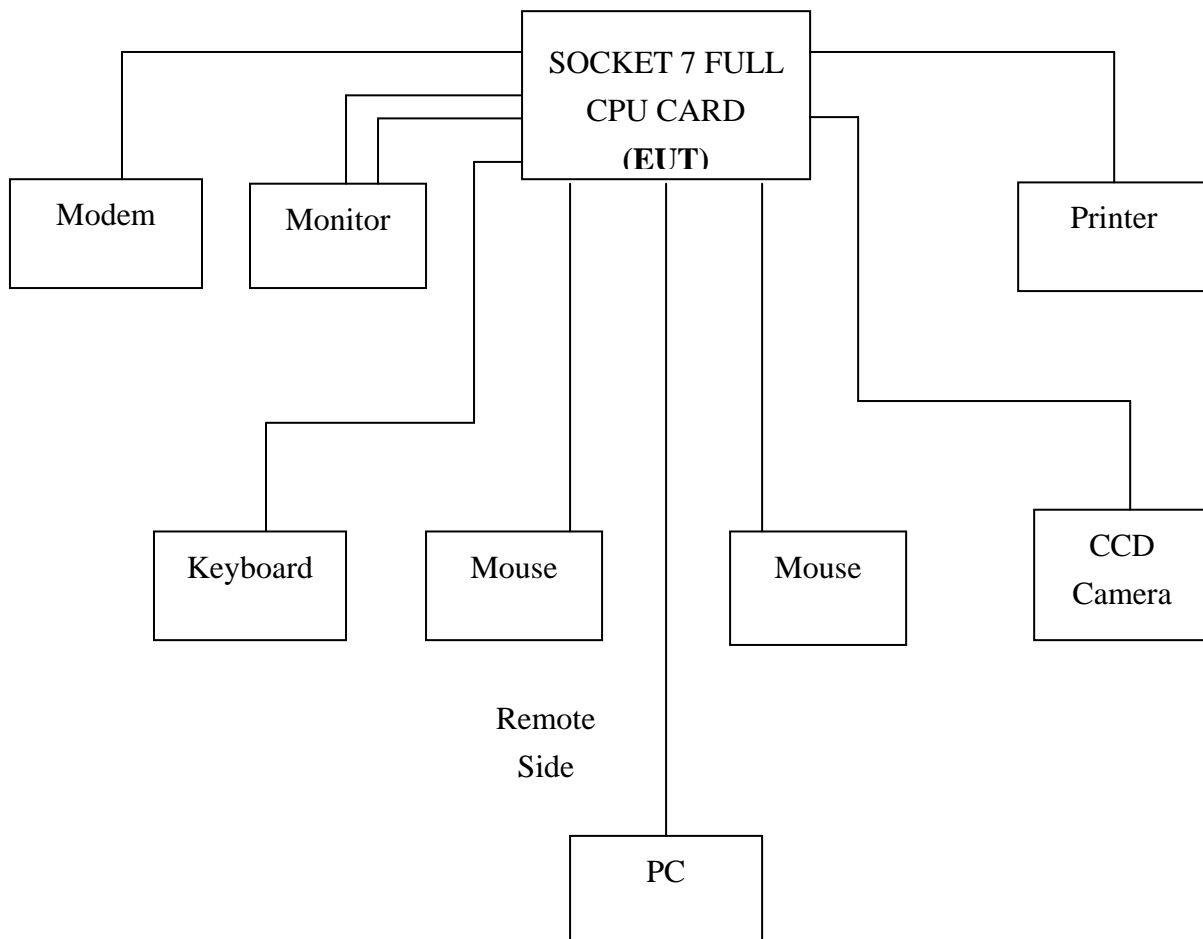 SOCKET 7 FULL
CPU CARD
(EUT)
Modem
Monitor
Printer
Keyboard
Mouse
Mouse
CCD
Camera
Remote
Side
PC